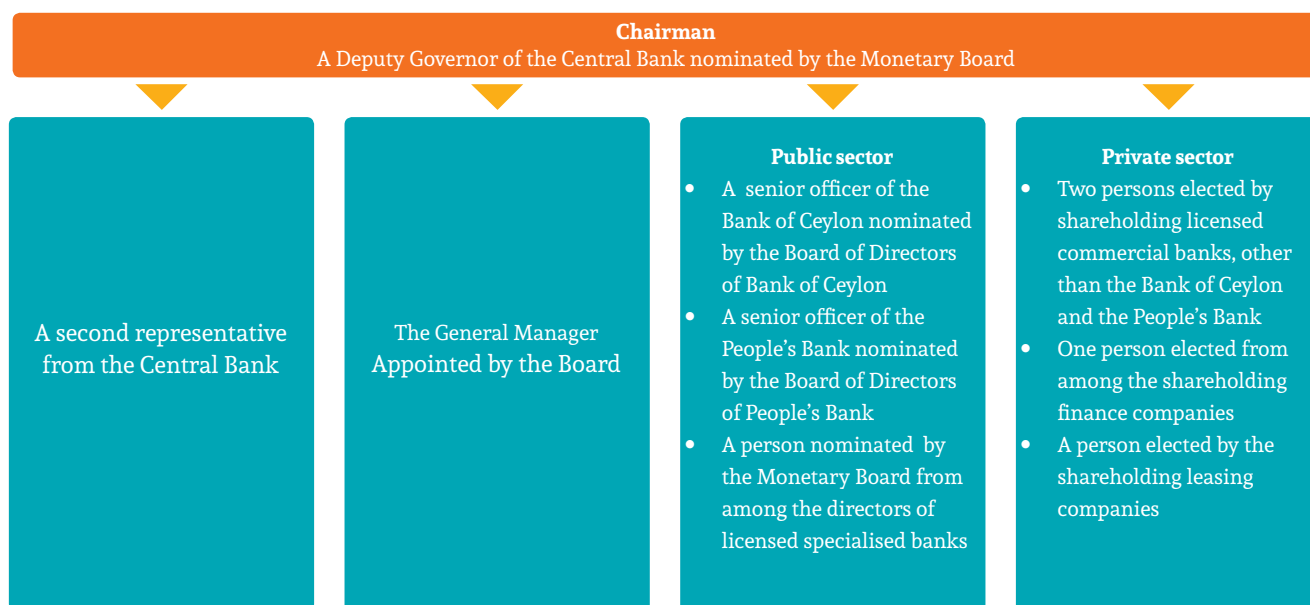 Chairman
A Deputy Governor of the Central Bank nominated by the Monetary Board
A second representative
from the Central Bank
The General Manager
Appointed by the Board
Public sector
• A senior officer of the
Bank of Ceylon nominated
by the Board of Directors
of Bank of Ceylon
• A senior officer of the
People’s Bank nominated
by the Board of Directors
of People’s Bank
• A person nominated by
the Monetary Board from
among the directors of
licensed specialised banks
Private sector
• Two persons elected by
shareholding licensed
commercial banks, other
than the Bank of Ceylon
and the People’s Bank
• One person elected from
among the shareholding
finance companies
• A person elected by the
shareholding leasing
companies